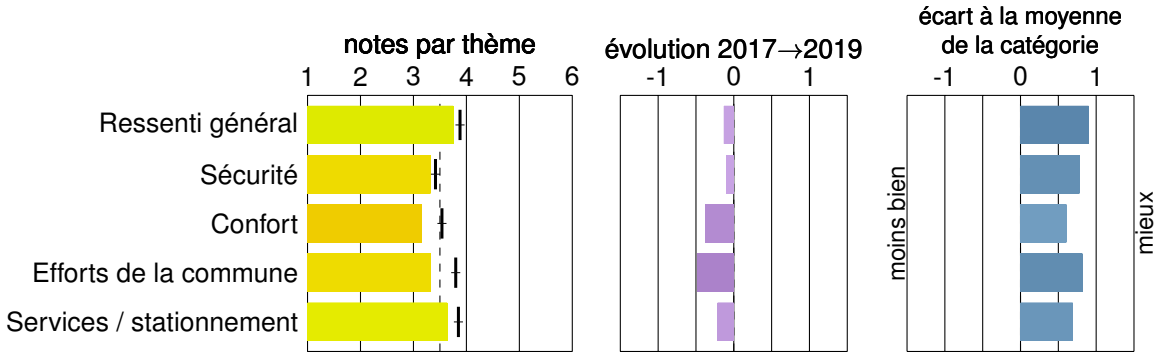 notes par thème
1 2 3 4 5 6
évolution 2017→2019
-1 0 1
écart à la moyenne
de la catégorie
-1 0 1
Ressenti général
Sécurité
Confort
Efforts de la commune
Services / stationnement
moins bien
mieux